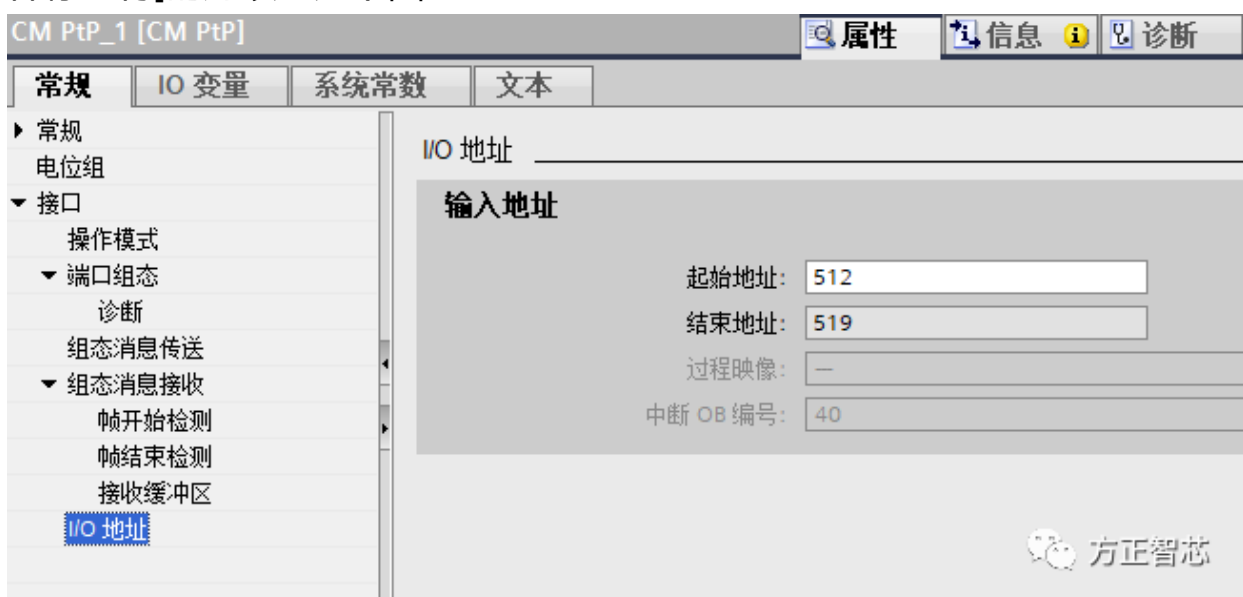 CM PtP_1 [CM PtP]
属性
信息
诊断
常规
IO 变量
系统常数
文本
常规
电位组
接口
操作模式
端口组态
诊断
组态消息传送
组态消息接收
帧开始检测
帧结束检测
接收缓冲区
I/O 地址
I/O 地址
输入地址
起始地址: 512
结束地址: 519
过程映像: —
中断 OB 编号: 40
方正智芯